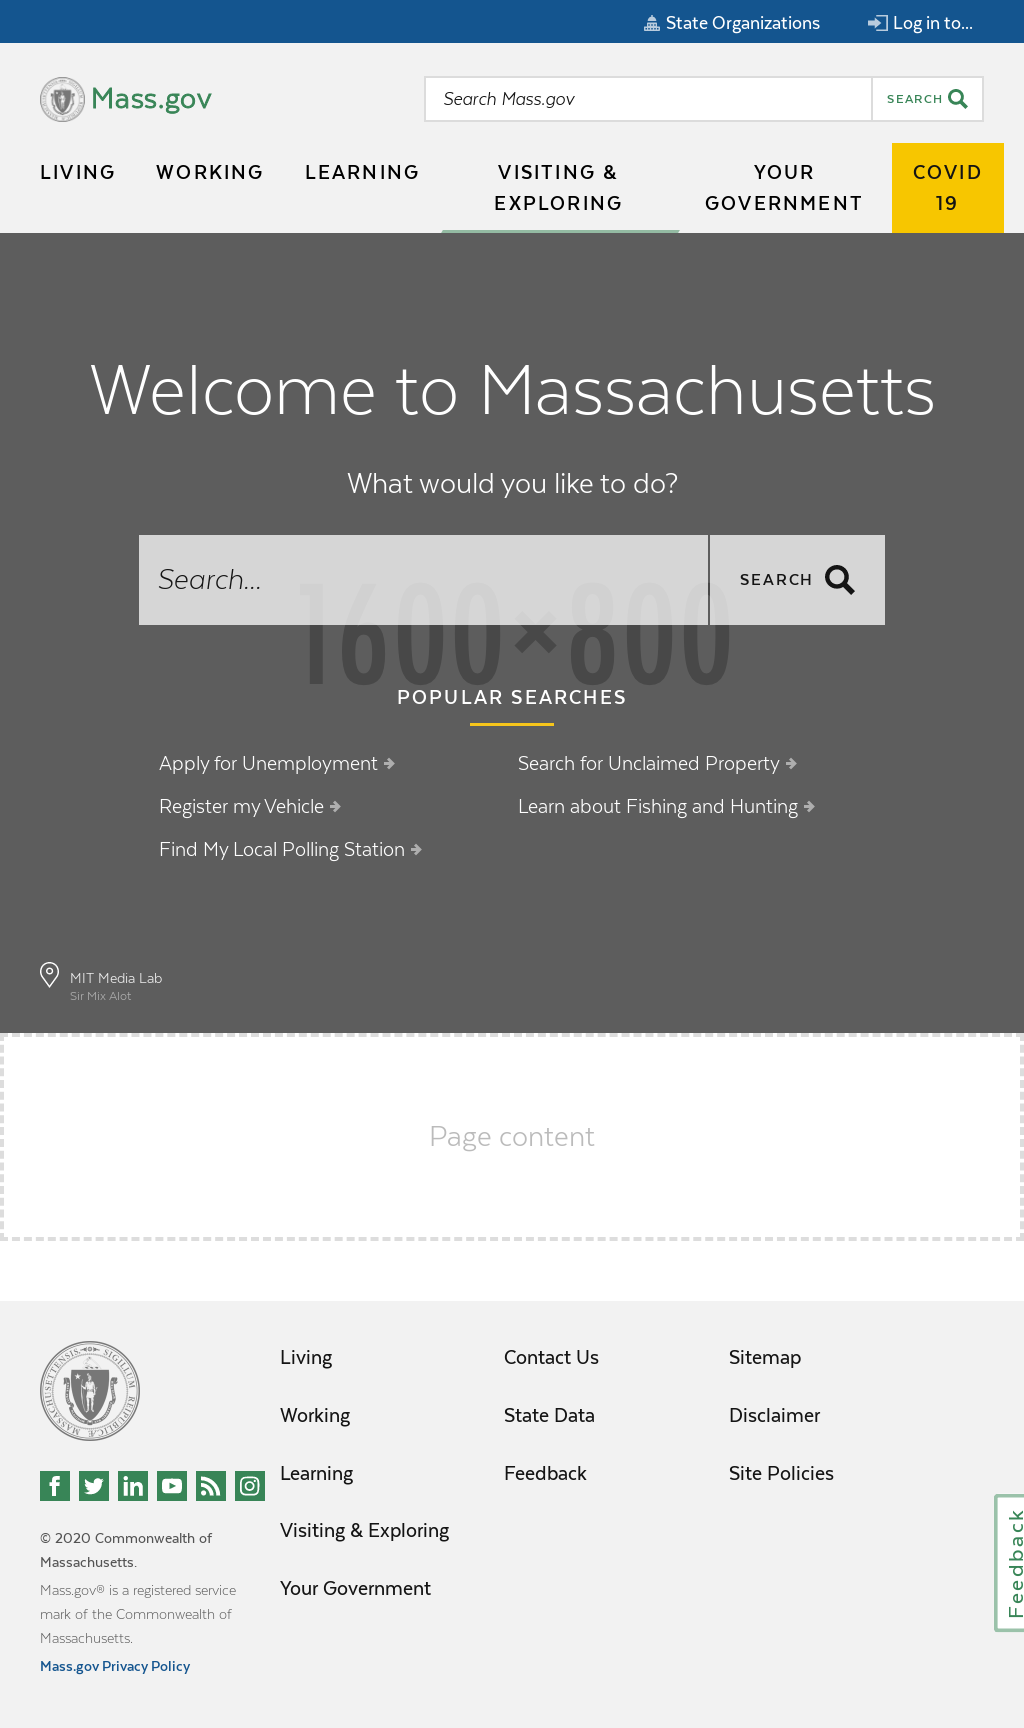 State Organizations
Log in to...
Mass.gov
Search Mass.gov
SEARCH
LIVING
WORKING
LEARNING
VISITING &
EXPLORING
YOUR
GOVERNMENT
COVID
19
Welcome to Massachusetts
What would you like to do?
Search...
SEARCH
1600×800
POPULAR SEARCHES
Apply for Unemployment
Search for Unclaimed Property
Register my Vehicle
Learn about Fishing and Hunting
Find My Local Polling Station
MIT Media Lab
Sir Mix Alot
Page content
Living
Contact Us
Sitemap
Working
State Data
Disclaimer
Learning
Feedback
Site Policies
Visiting & Exploring
Your Government
© 2020 Commonwealth of
Massachusetts.
Mass.gov® is a registered service
mark of the Commonwealth of
Massachusetts.
Mass.gov Privacy Policy
Feedback